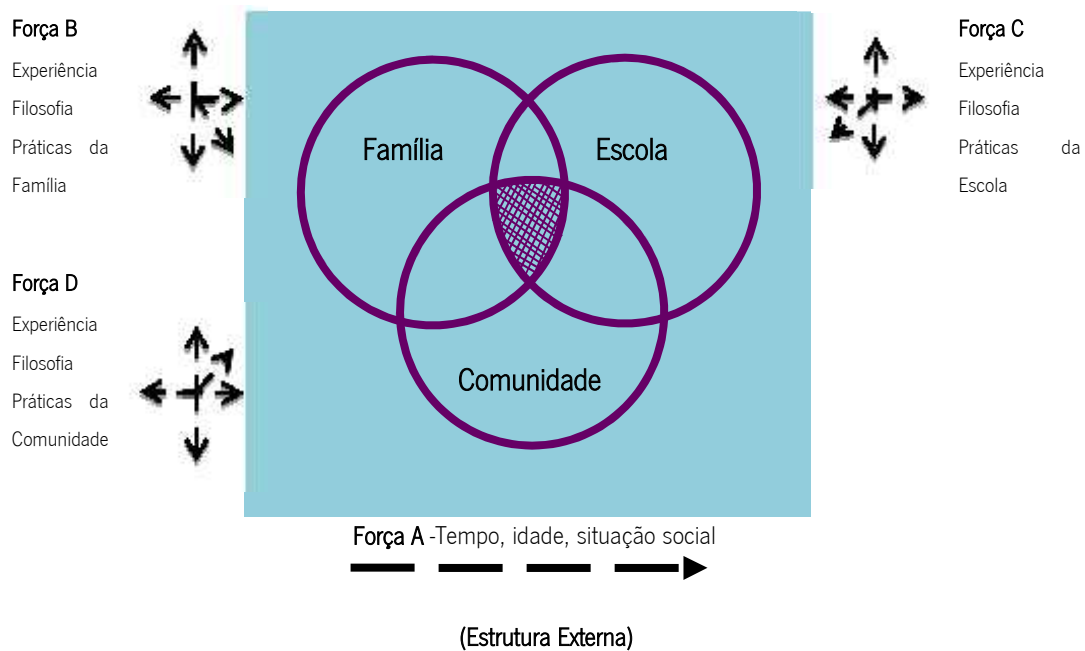 Força B
Experiência
Filosofia
Práticas da
Família
Força C
Experiência
Filosofia
Práticas da
Escola
Família
Escola
Força D
Experiência
Filosofia
Práticas da
Comunidade
Comunidade
Força A -Tempo, idade, situação social
(Estrutura Externa)